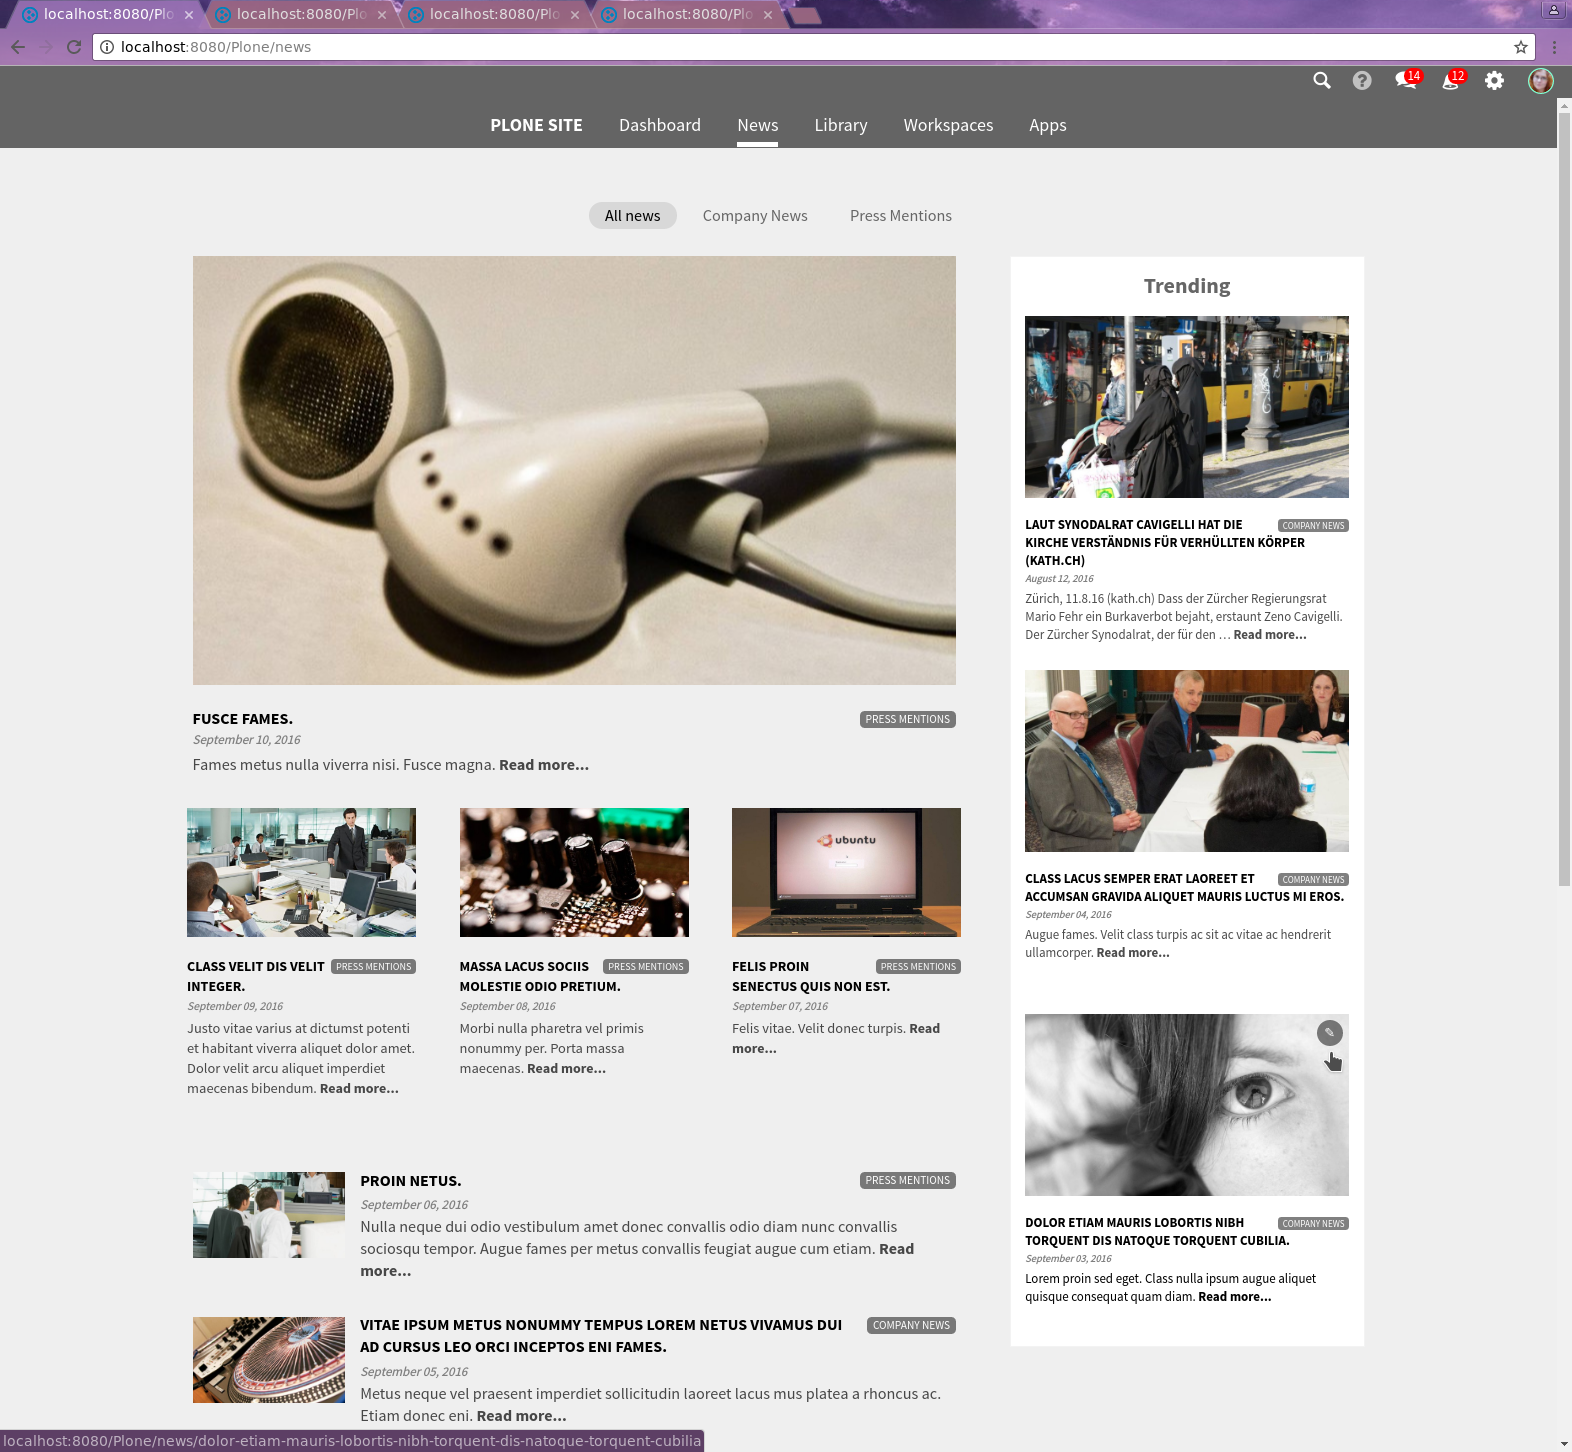 localhost:8080/Plo
localhost:8080/Plo
localhost:8080/Plo
localhost:8080/Plo
localhost:8080/Plone/news
14
12
PLONE SITE
Dashboard
News
Library
Workspaces
Apps
All news
Company News
Press Mentions
FUSCE FAMES.
PRESS MENTIONS
September 10, 2016
Fames metus nulla viverra nisi. Fusce magna. Read more...
ubuntu
CLASS VELIT DIS VELIT
INTEGER.
PRESS MENTIONS
September 09, 2016
Justo vitae varius at dictumst potenti
et habitant viverra aliquet dolor amet.
Dolor velit arcu aliquet imperdiet
maecenas bibendum. Read more...
MASSA LACUS SOCIIS
MOLESTIE ODIO PRETIUM.
PRESS MENTIONS
September 08, 2016
Morbi nulla pharetra vel primis
nonummy per. Porta massa
maecenas. Read more...
FELIS PROIN
SENECTUS QUIS NON EST.
PRESS MENTIONS
September 07, 2016
Felis vitae. Velit donec turpis. Read
more...
PROIN NETUS.
PRESS MENTIONS
September 06, 2016
Nulla neque dui odio vestibulum amet donec convallis odio diam nunc convallis
sociosqu tempor. Augue fames per metus convallis feugiat augue cum etiam. Read
more...
VITAE IPSUM METUS NONUMMY TEMPUS LOREM NETUS VIVAMUS DUI
AD CURSUS LEO ORCI INCEPTOS ENI FAMES.
COMPANY NEWS
September 05, 2016
Metus neque vel praesent imperdiet sollicitudin laoreet lacus mus platea a rhoncus ac.
Etiam donec eni. Read more...
Trending
LAUT SYNODALRAT CAVIGELLI HAT DIE
KIRCHE VERSTÄNDNIS FÜR VERHÜLLTEN KÖRPER
(KATH.CH)
COMPANY NEWS
August 12, 2016
Zürich, 11.8.16 (kath.ch) Dass der Zürcher Regierungsrat
Mario Fehr ein Burkaverbot bejaht, erstaunt Zeno Cavigelli.
Der Zürcher Synodalrat, der für den … Read more...
CLASS LACUS SEMPER ERAT LAOREET ET
ACCUMSAN GRAVIDA ALIQUET MAURIS LUCTUS MI EROS.
COMPANY NEWS
September 04, 2016
Augue fames. Velit class turpis ac sit ac vitae ac hendrerit
ullamcorper. Read more...
DOLOR ETIAM MAURIS LOBORTIS NIBH
TORQUENT DIS NATOQUE TORQUENT CUBILIA.
COMPANY NEWS
September 03, 2016
Lorem proin sed eget. Class nulla ipsum augue aliquet
quisque consequat quam diam. Read more...
localhost:8080/Plone/news/dolor-etiam-mauris-lobortis-nibh-torquent-dis-natoque-torquent-cubilia